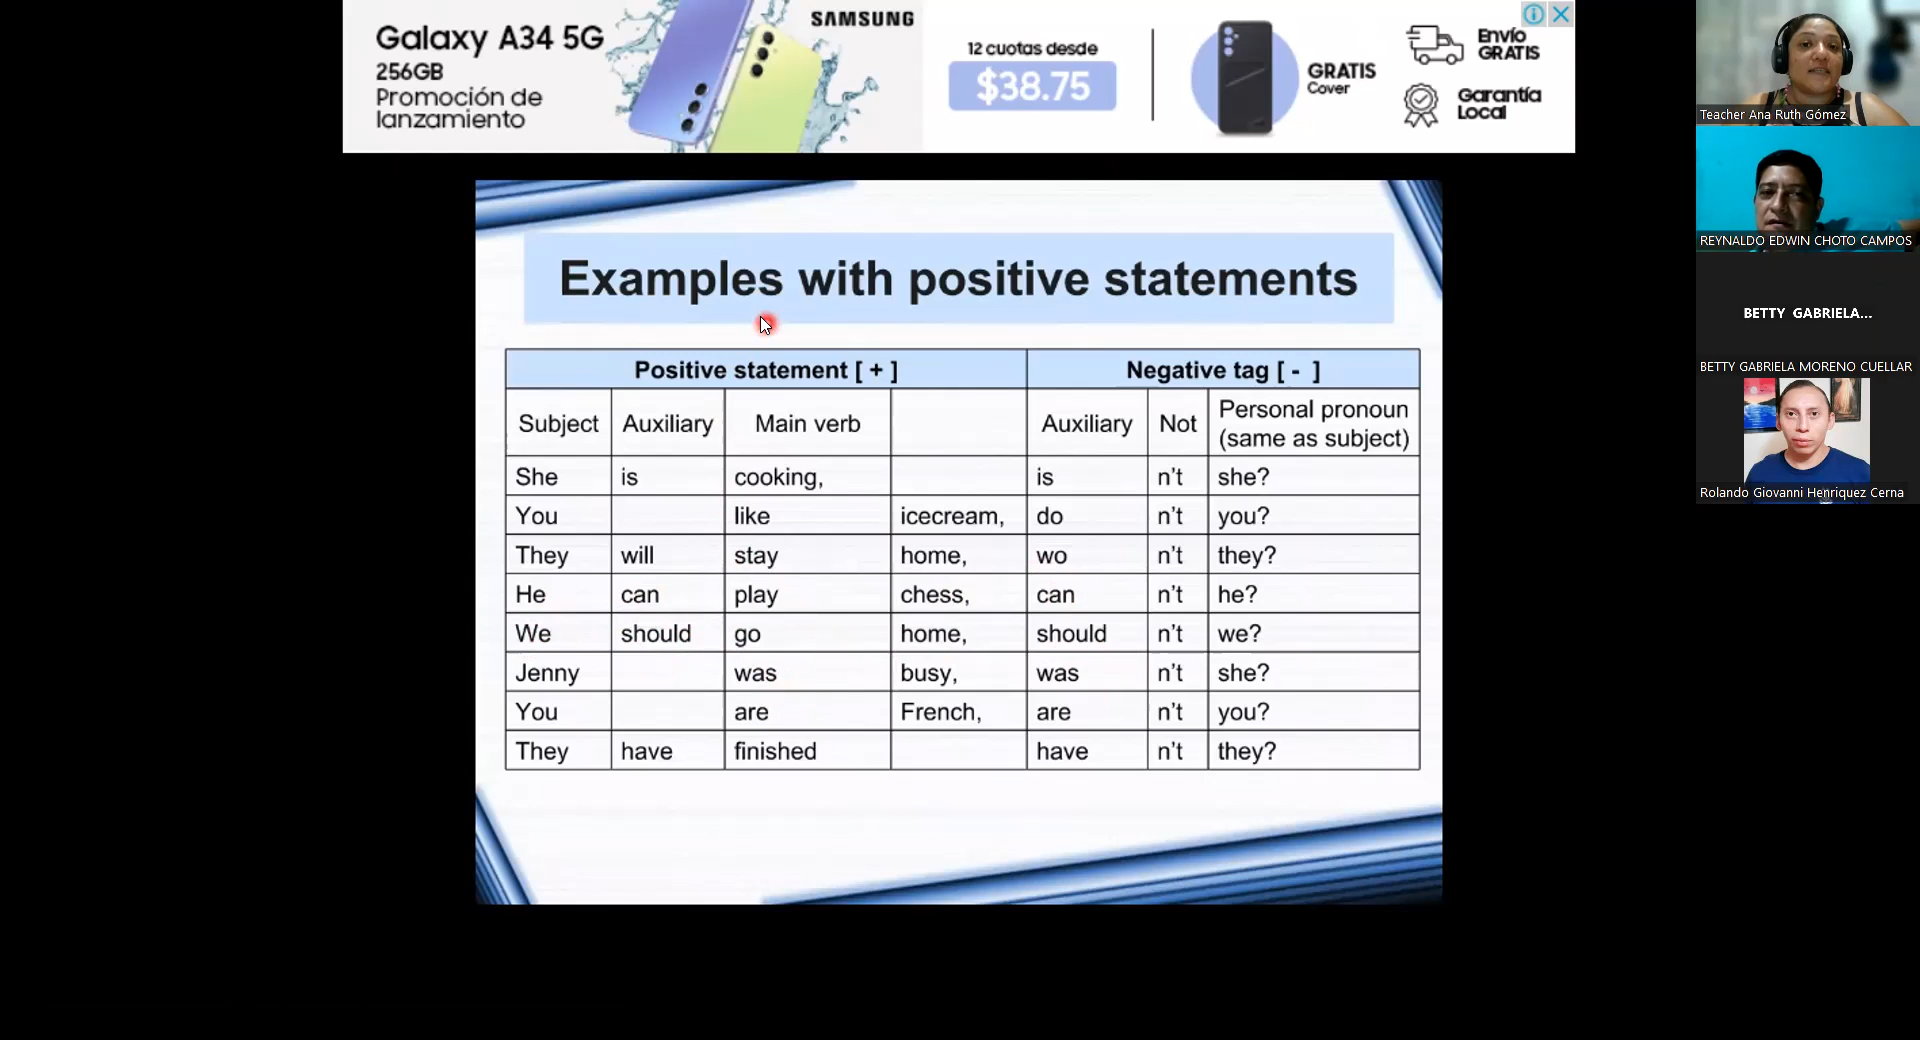 Galaxy A34 5G
256GB
Promoción de
lanzamiento
SAMSUNG
12 cuotas desde
$38.75
GRATIS
Cover
Envío
GRATIS
Garantía
Local
Examples with positive statements
Positive statement [ + ] Negative tag [ - ]
Subject Auxiliary Main verb Auxiliary Not Personal pronoun (same as subject)
She is cooking, is n't she?
You like icecream, do n't you?
They will stay home, wo n't they?
He can play chess, can n't he?
We should go home, should n't we?
Jenny was busy, was n't she?
You are French, are n't you?
They have finished have n't they?
Teacher Ana Ruth Gómez
REYNALDO EDWIN CHOTO CAMPOS
BETTY GABRIELA...
BETTY GABRIELA MORENO CUELLAR
Rolando Giovanni Henriquez Cerna